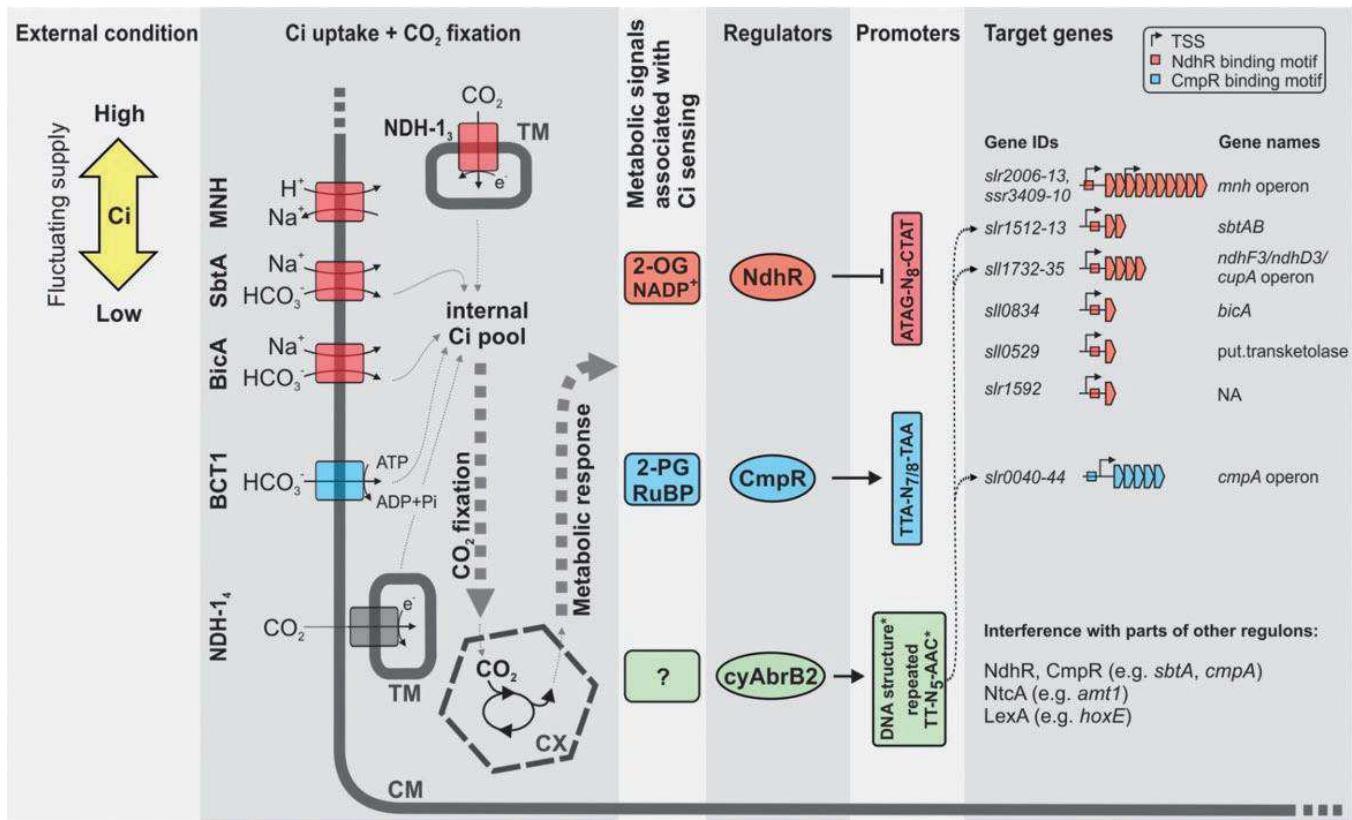 External condition
Ci uptake + CO₂ fixation
Metabolic signals
associated with
Ci sensing
Regulators
Promoters
Target genes
TSS
NdhR binding motif
CmpR binding motif
Fluctuating supply
High
Ci
Low
CO₂
NDH-1₃
TM
e⁻
MNH
H⁺
Na⁺
SbtA
Na⁺
HCO₃⁻
BicA
Na⁺
HCO₃⁻
BCT1
HCO₃⁻
ATP
ADP+Pi
NDH-1₄
CO₂
e⁻
TM
internal
Ci pool
CO₂ fixation
Metabolic response
CO₂
CX
CM
2-OG
NADP⁺
2-PG
RuBP
?
NdhR
CmpR
cyAbrB2
ATAG-N₈-CTAT
TTA-N₇/₈-TAA
DNA structure*
repeated
TT-N₅-AAC*
Gene IDs
Gene names
slr2006-13,
ssr3409-10
mnh operon
slr1512-13
sbtAB
sll1732-35
ndhF3/ndhD3/
cupA operon
sll0834
bicA
sll0529
put.transketolase
slr1592
NA
slr0040-44
cmpA operon
Interference with parts of other regulons:
NdhR, CmpR (e.g. sbtA, cmpA)
NtcA (e.g. amt1)
LexA (e.g. hoxE)